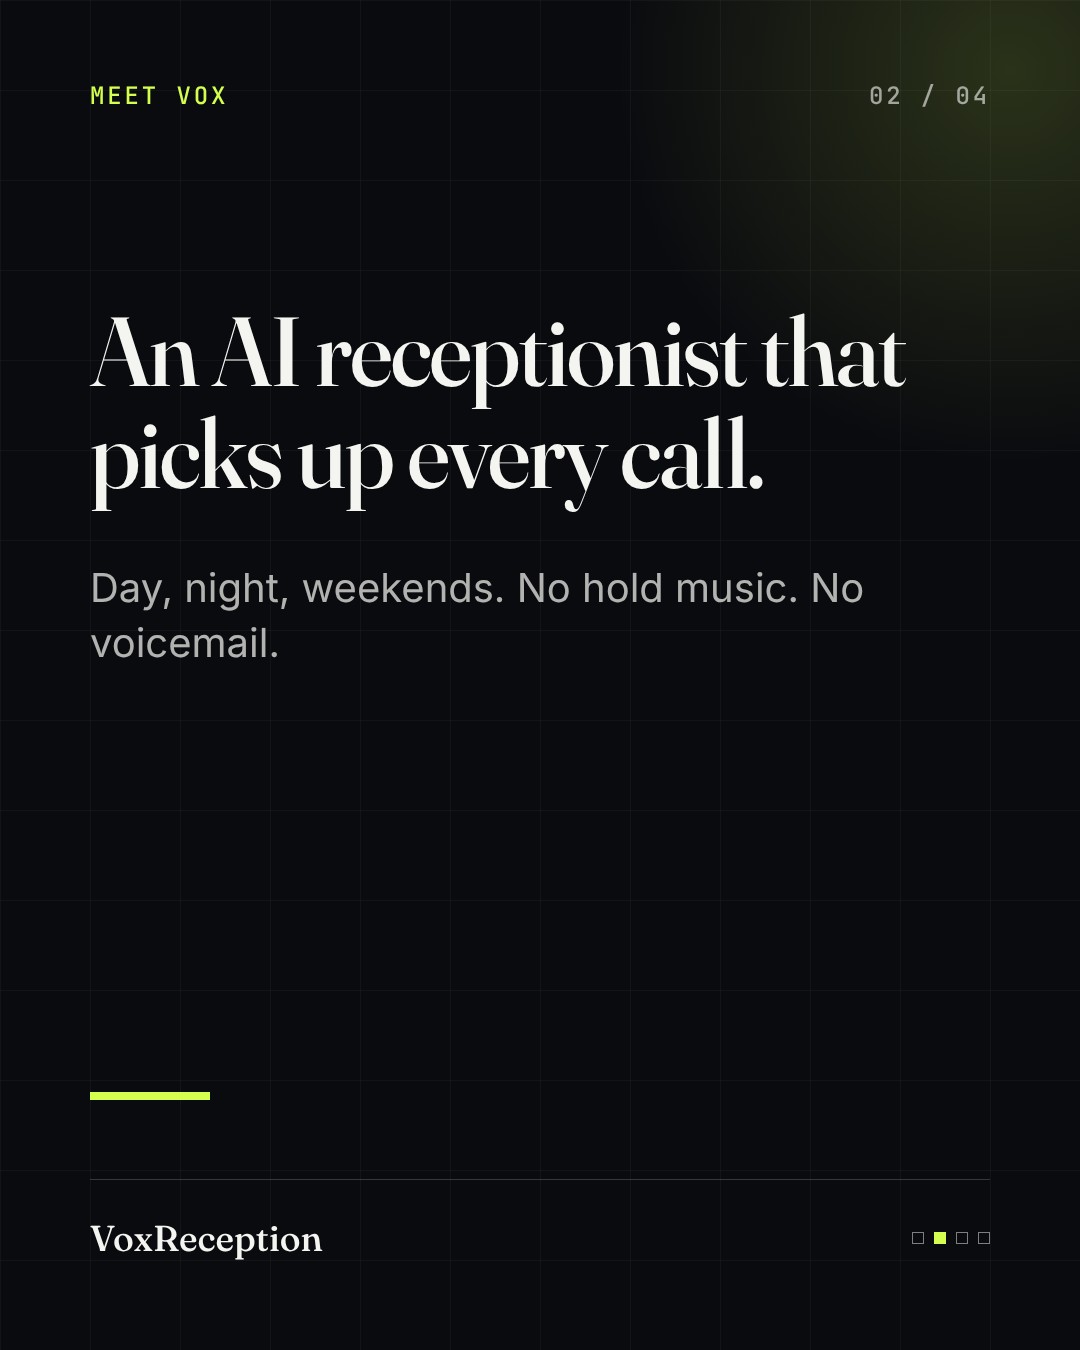 MEET VOX
02 / 04
An AI receptionist that
picks up every call.
Day, night, weekends. No hold music. No
voicemail.
VoxReception